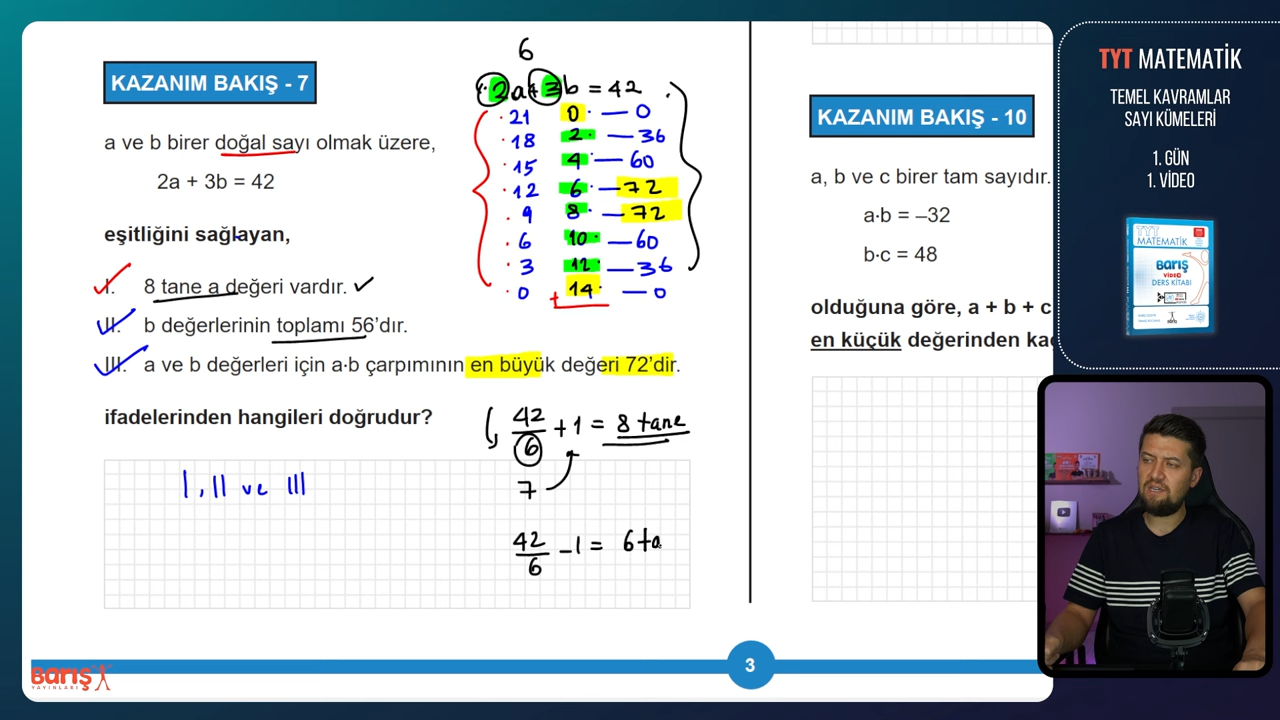 KAZANIM BAKIŞ - 7
a ve b birer doğal sayı olmak üzere,
2a + 3b = 42
eşitliğini sağlayan,
I. 8 tane a değeri vardır.
II. b değerlerinin toplamı 56'dır.
III. a ve b değerleri için a·b çarpımının en büyük değeri 72'dir.
ifadelerinden hangileri doğrudur?
I, II ve III
6
2a + 3b = 42
21 0 — 0
18 2 — 36
15 4 — 60
12 6 — 72
9 8 — 72
6 10 — 60
3 12 — 36
0 14 — 0
+
42/6 + 1 = 8 tane
7
42/6 - 1 = 6 ta
KAZANIM BAKIŞ - 10
a, b ve c birer tam sayıdır.
a·b = –32
b·c = 48
olduğuna göre, a + b + c
en küçük değerinden
3
BARIŞ
YAYINLARI
TYT MATEMATİK
TEMEL KAVRAMLAR
SAYI KÜMELERİ
1. GÜN
1. VİDEO
TYT
MATEMATİK
BARIŞ
VİDEO
DERS KİTABI